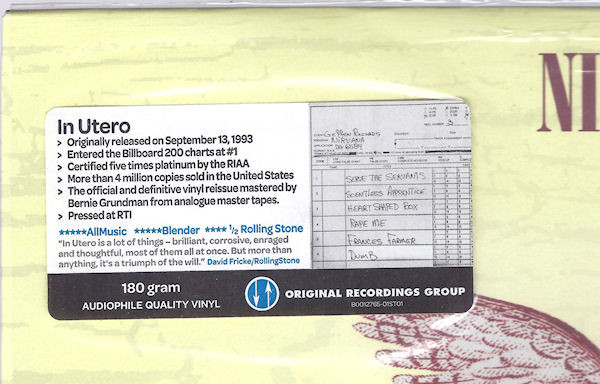 NI
In Utero
> Originally released on September 13, 1993
> Entered the Billboard 200 charts at #1
> Certified five times platinum by the RIAA
> More than 4 million copies sold in the United States
> The official and definitive vinyl reissue mastered by
Bernie Grundman from analogue master tapes.
> Pressed at RTI
★★★★★AllMusic ★★★★★Blender ★★★★ 1/2 Rolling Stone
“In Utero is a lot of things – brilliant, corrosive, enraged
and thoughtful, most of them all at once. But more than
anything, it's a triumph of the will.” David Fricke/RollingStone
GEFFEN RECORDS
NIRVANA
SERVE THE SERVANTS
SCENTLESS APPRENTICE
HEART SHAPED BOX
RAPE ME
FRANCES FARMER
DUMB
180 gram
AUDIOPHILE QUALITY VINYL
ORIGINAL RECORDINGS GROUP
B0012765-01ST01